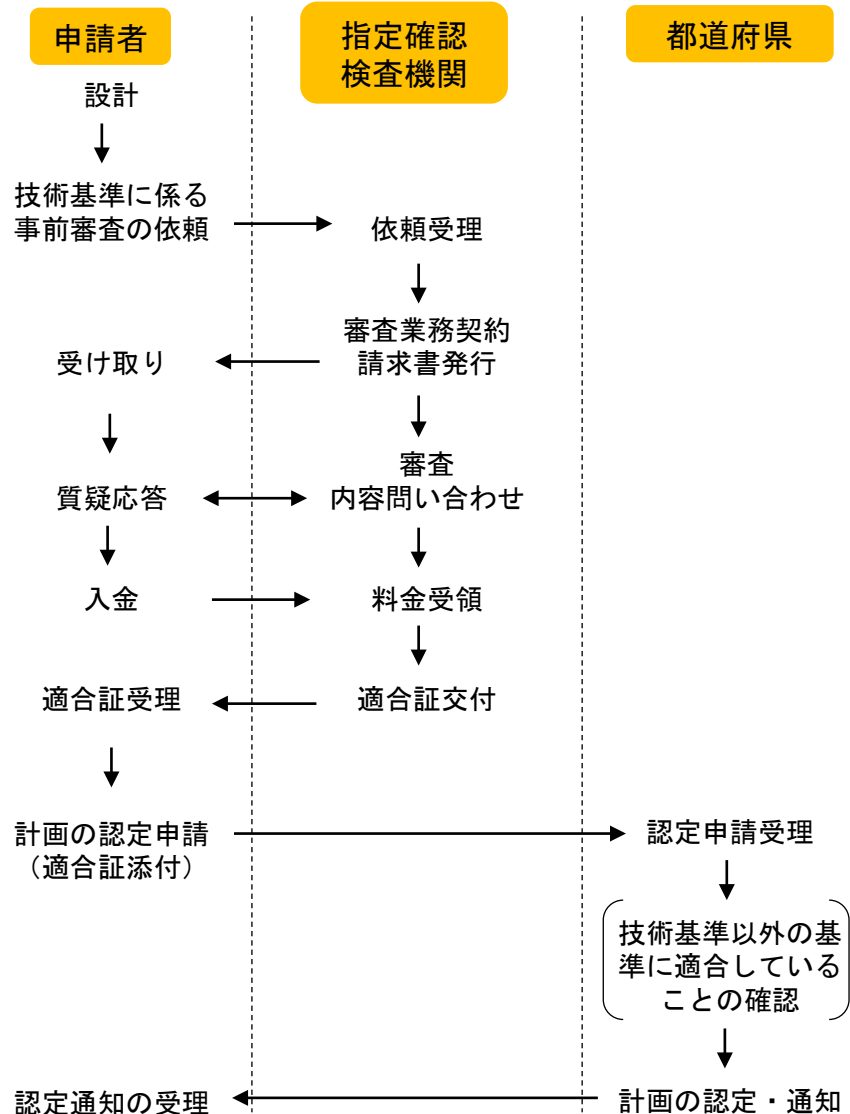 申請者
指定確認
検査機関
都道府県
設計
技術基準に係る
事前審査の依頼
依頼受理
審査業務契約
請求書発行
受け取り
審査
内容問い合わせ
質疑応答
入金
料金受領
適合証受理
適合証交付
計画の認定申請
（適合証添付）
認定申請受理
技術基準以外の基
準に適合している
ことの確認
認定通知の受理
計画の認定・通知